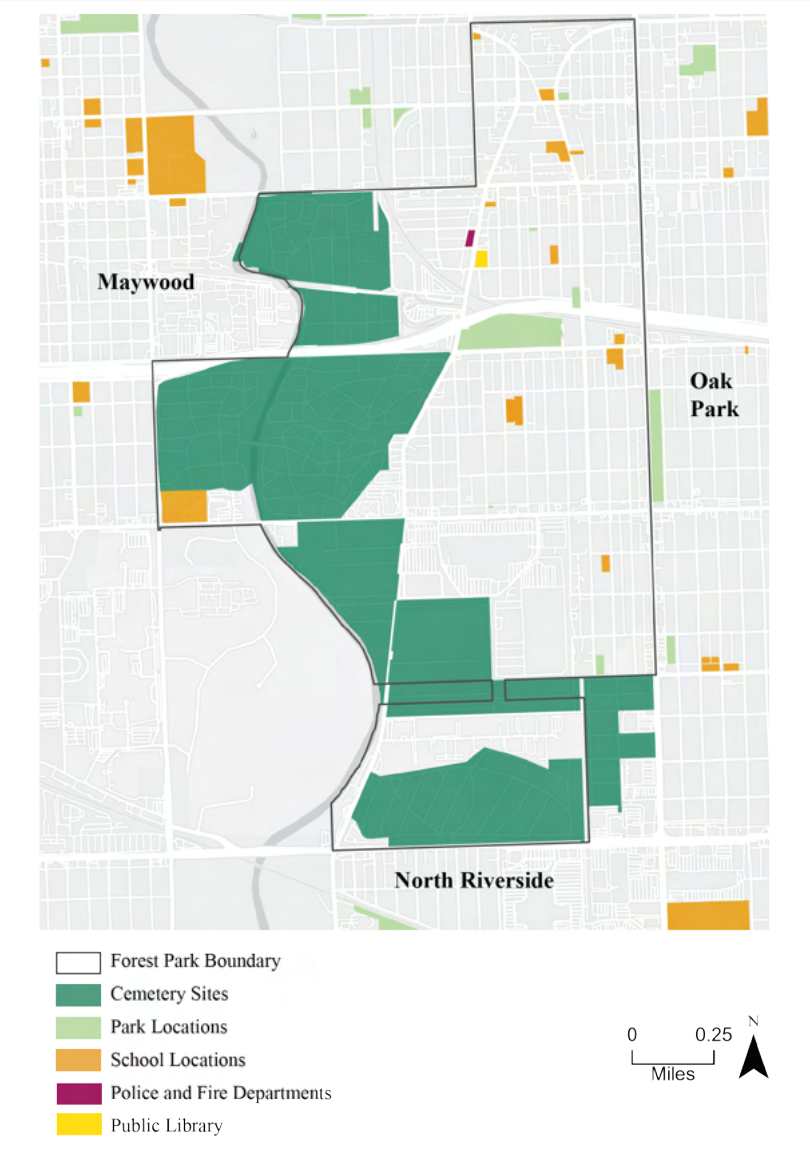 Maywood
Oak
Park
North Riverside
Forest Park Boundary
Cemetery Sites
Park Locations
School Locations
Police and Fire Departments
Public Library
0 0.25
Miles
N